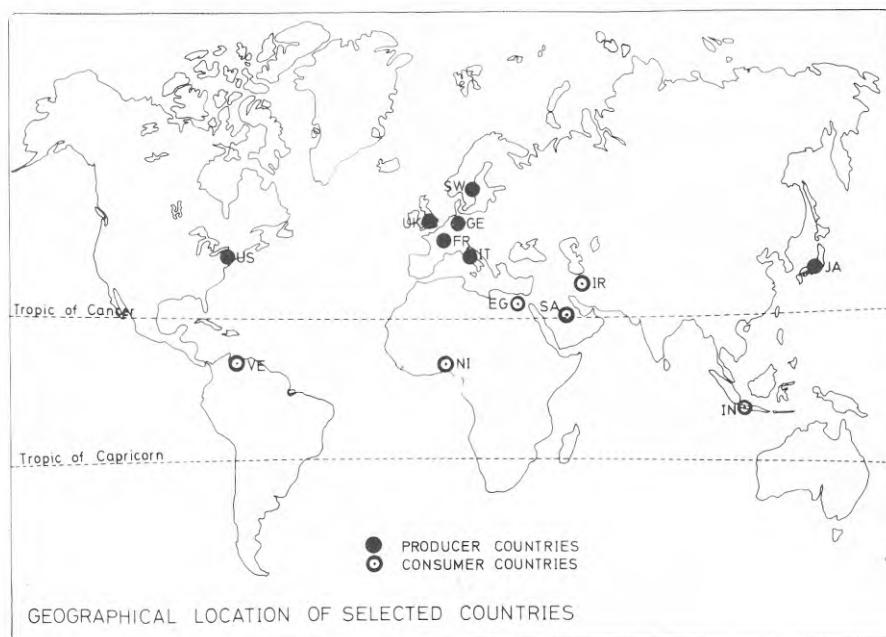 SW
UK
GE
FR
US
IT
JA
IR
EG
SA
Tropic of Cancer
VE
NI
IN
Tropic of Capricorn
PRODUCER COUNTRIES
CONSUMER COUNTRIES
GEOGRAPHICAL LOCATION OF SELECTED COUNTRIES